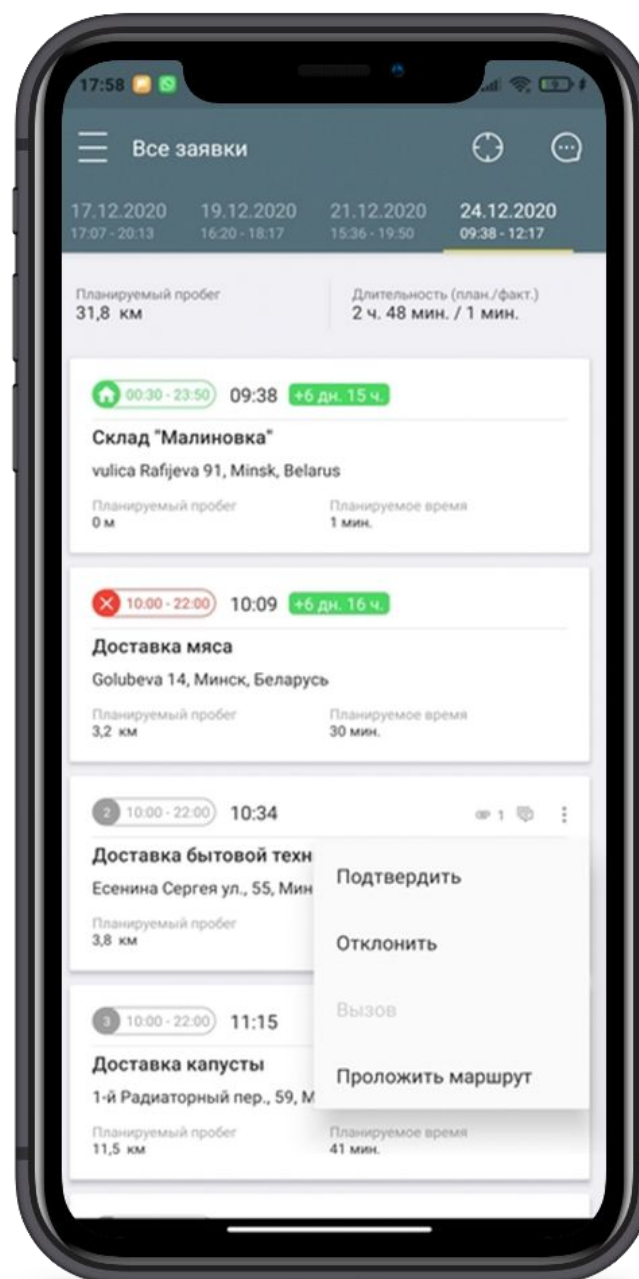 17:58
Все заявки
17.12.2020 19.12.2020 21.12.2020 24.12.2020
17:07 - 20:13 16:20 - 18:17 15:36 - 19:50 09:38 - 12:17
Планируемый пробег Длительность (план./факт.)
31,8 км 2 ч. 48 мин. / 1 мин.
00:30 - 23:50 09:38 +6 дн. 15 ч.
Склад "Малиновка"
vulica Rafijeva 91, Minsk, Belarus
Планируемый пробег Планируемое время
0 м 1 мин.
10:00 - 22:00 10:09 +6 дн. 16 ч.
Доставка мяса
Golubeva 14, Минск, Беларусь
Планируемый пробег Планируемое время
3,2 км 30 мин.
2 10:00 - 22:00 10:34 1
Доставка бытовой техн
Есенина Сергея ул., 55, Мин
Планируемый пробег
3,8 км
Подтвердить
Отклонить
Вызов
Проложить маршрут
3 10:00 - 22:00 11:15
Доставка капусты
1-й Радиаторный пер., 59, М
Планируемый пробег Планируемое время
11,5 км 41 мин.